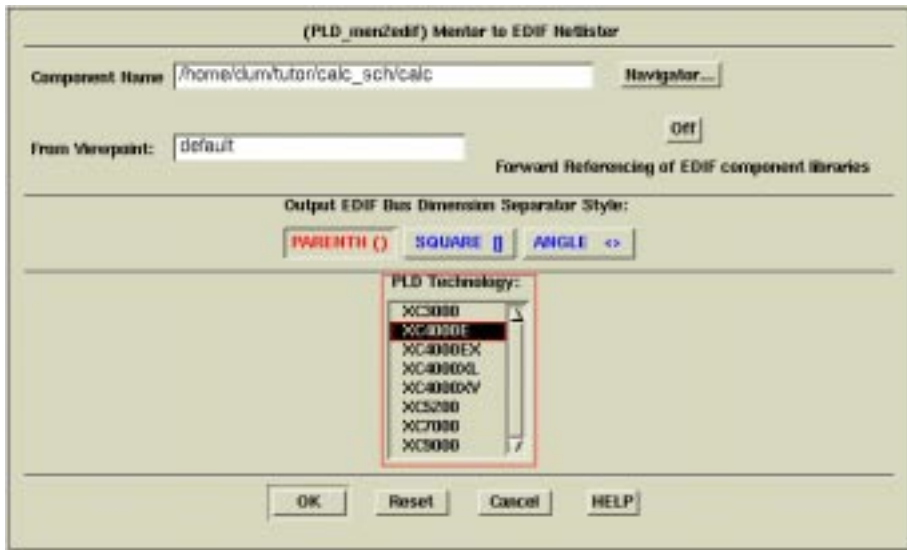 (PLD_men2edif) Mentor to EDIF Netlister
Component Name /home/dum/tutor/calc_sch/calc Navigator...
From Viewpoint: default Off
Forward Referencing of EDIF component libraries
Output EDIF Bus Dimension Separator Style:
PARENTH () SQUARE [] ANGLE <>
PLD Technology:
XC3000
XC4000E
XC4000EX
XC4000XL
XC4000XV
XC5200
XC7000
XC9000
OK Reset Cancel HELP